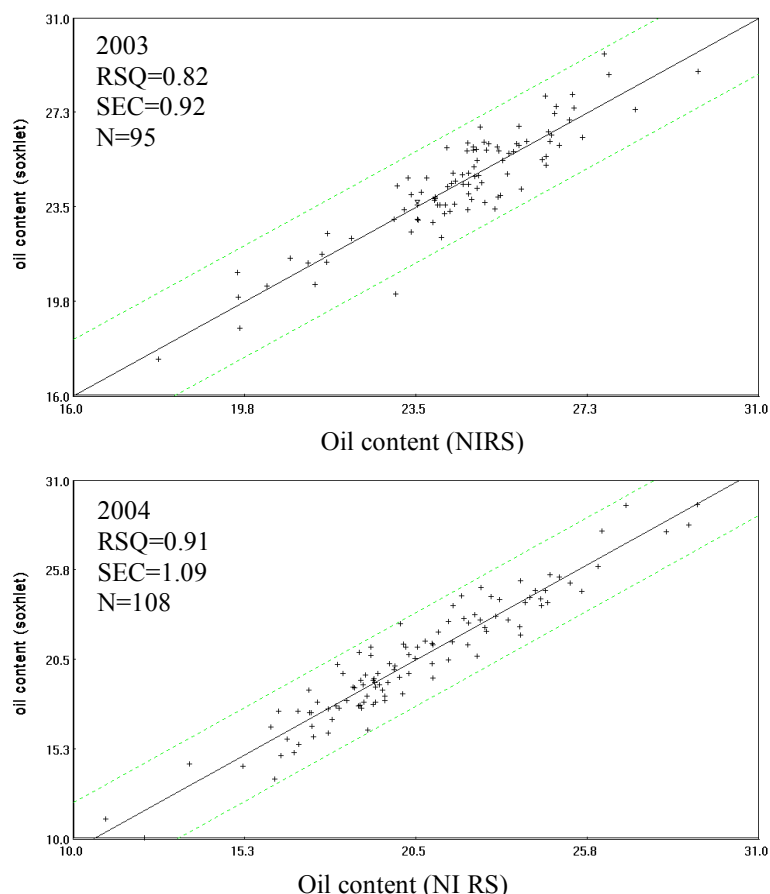 31.0
2003
RSQ=0.82
SEC=0.92
N=95
27.3
oil content (soxhlet)
23.5
19.8
16.0
16.0 19.8 23.5 27.3 31.0
Oil content (NIRS)
31.0
2004
RSQ=0.91
SEC=1.09
N=108
25.8
oil content (soxhlet)
20.5
15.3
10.0
10.0 15.3 20.5 25.8 31.0
Oil content (NI RS)